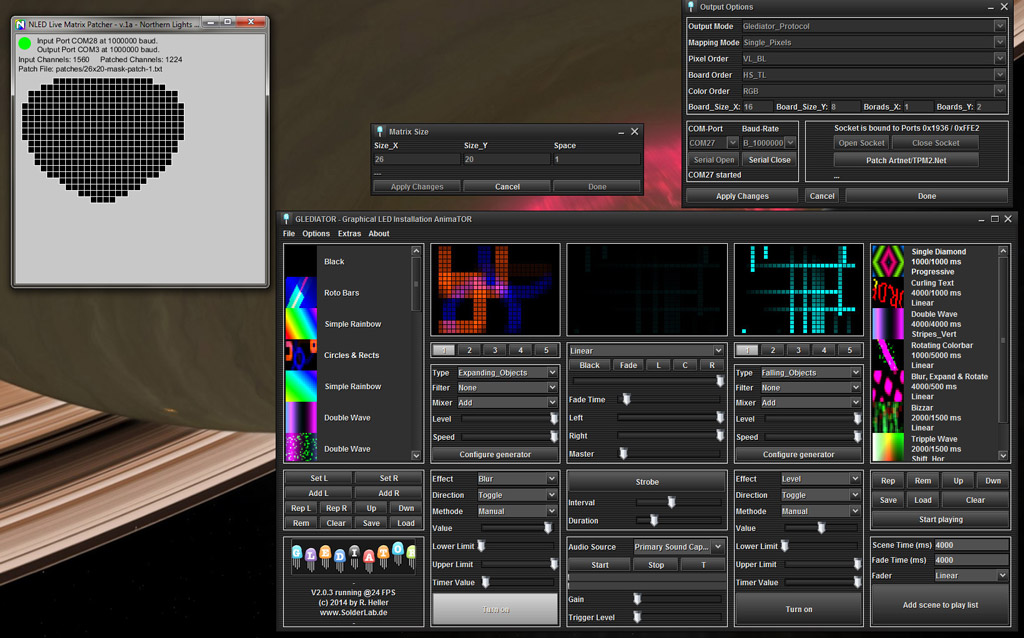 NLED Live Matrix Patcher - v.1a - Northern Lights ...
Input Port COM28 at 1000000 baud.
Output Port COM3 at 1000000 baud.
Input Channels: 1560 Patched Channels: 1224
Patch File: patches/26x20-mask-patch-1.txt
Matrix Size
Size_X Size_Y Space
26 20 1
---
Apply Changes Cancel Done
Output Options
Output Mode Glediator_Protocol
Mapping Mode Single_Pixels
Pixel Order VL_BL
Board Order HS_TL
Color Order RGB
Board_Size_X: 16 Board_Size_Y: 8 Borads_X: 1 Boards_Y: 2
COM-Port Baud-Rate
COM27 B_1000000
Serial Open Serial Close
COM27 started
Socket is bound to Ports 0x1936 / 0xFFE2
Open Socket Close Socket
Patch Artnet/TPM2.Net
...
Apply Changes Cancel Done
GLEDIATOR - Graphical LED Installation AnimaTOR
File Options Extras About
Black
Roto Bars
Simple Rainbow
Circles & Rects
Simple Rainbow
Double Wave
Double Wave
Set L Set R
Add L Add R
Rep L Rep R Up Dwn
Rem Clear Save Load
GLEDIATOR
-
V2.0.3 running @24 FPS
(c) 2014 by R. Heller
www.SolderLab.de
-
1 2 3 4 5
Type Expanding_Objects
Filter None
Mixer Add
Level
Speed
Configure generator
Effect Blur
Direction Toggle
Methode Manual
Value
Lower Limit
Upper Limit
Timer Value
Turn on
Linear
Black Fade L C R
Fade Time
Left
Right
Master
Strobe
Interval
Duration
Audio Source Primary Sound Cap...
Start Stop T
Gain
Trigger Level
1 2 3 4 5
Type Falling_Objects
Filter None
Mixer Add
Level
Speed
Configure generator
Effect Level
Direction Toggle
Methode Manual
Value
Lower Limit
Upper Limit
Timer Value
Turn on
Single Diamond
1000/1000 ms
Progressive
Curling Text
4000/1000 ms
Linear
Double Wave
4000/4000 ms
Stripes_Vert
Rotating Colorbar
1000/5000 ms
Linear
Blur, Expand & Rotate
4000/500 ms
Linear
Bizzar
2000/1500 ms
Linear
Tripple Wave
2000/1500 ms
Shift_Hor
Rep Rem Up Dwn
Save Load Clear
Start playing
Scene Time (ms) 4000
Fade Time (ms) 4000
Fader Linear
Add scene to play list